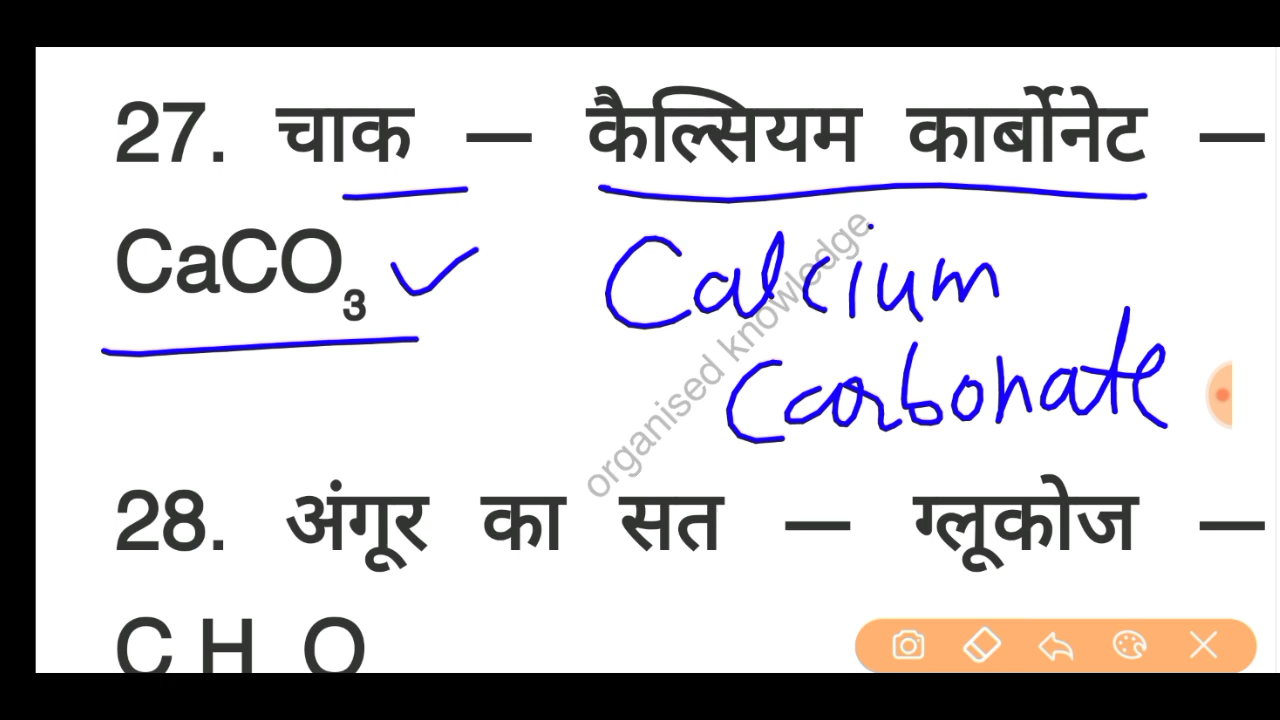 27. चाक — कैल्सियम कार्बोनेट —
CaCO₃
Calcium
Carbonate
organised knowledge
28. अंगूर का सत — ग्लूकोज —
C H O